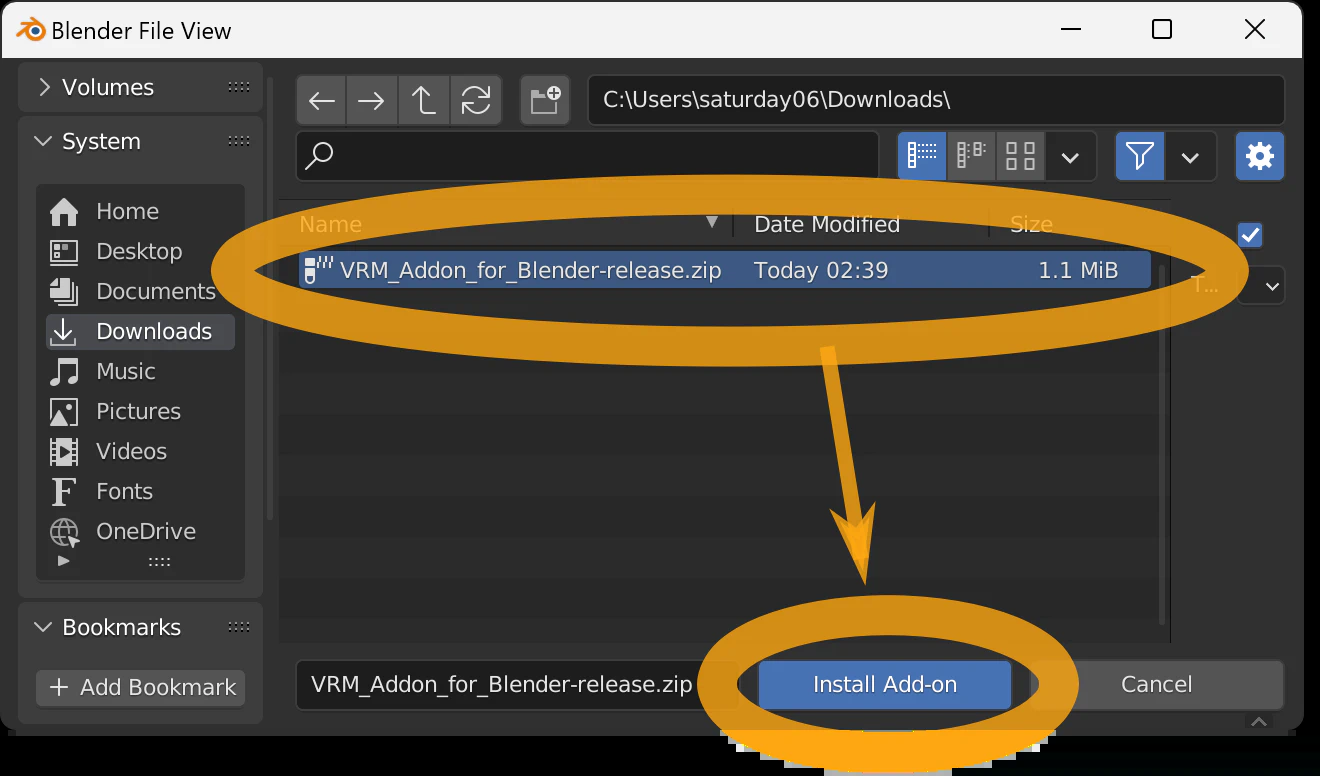 Blender File View
Volumes
System
Home
Desktop
Documents
Downloads
Music
Pictures
Videos
Fonts
OneDrive
Bookmarks
Add Bookmark
C:\Users\saturday06\Downloads\
Name Date Modified Size
VRM_Addon_for_Blender-release.zip Today 02:39 1.1 MiB
T...
VRM_Addon_for_Blender-release.zip Install Add-on Cancel